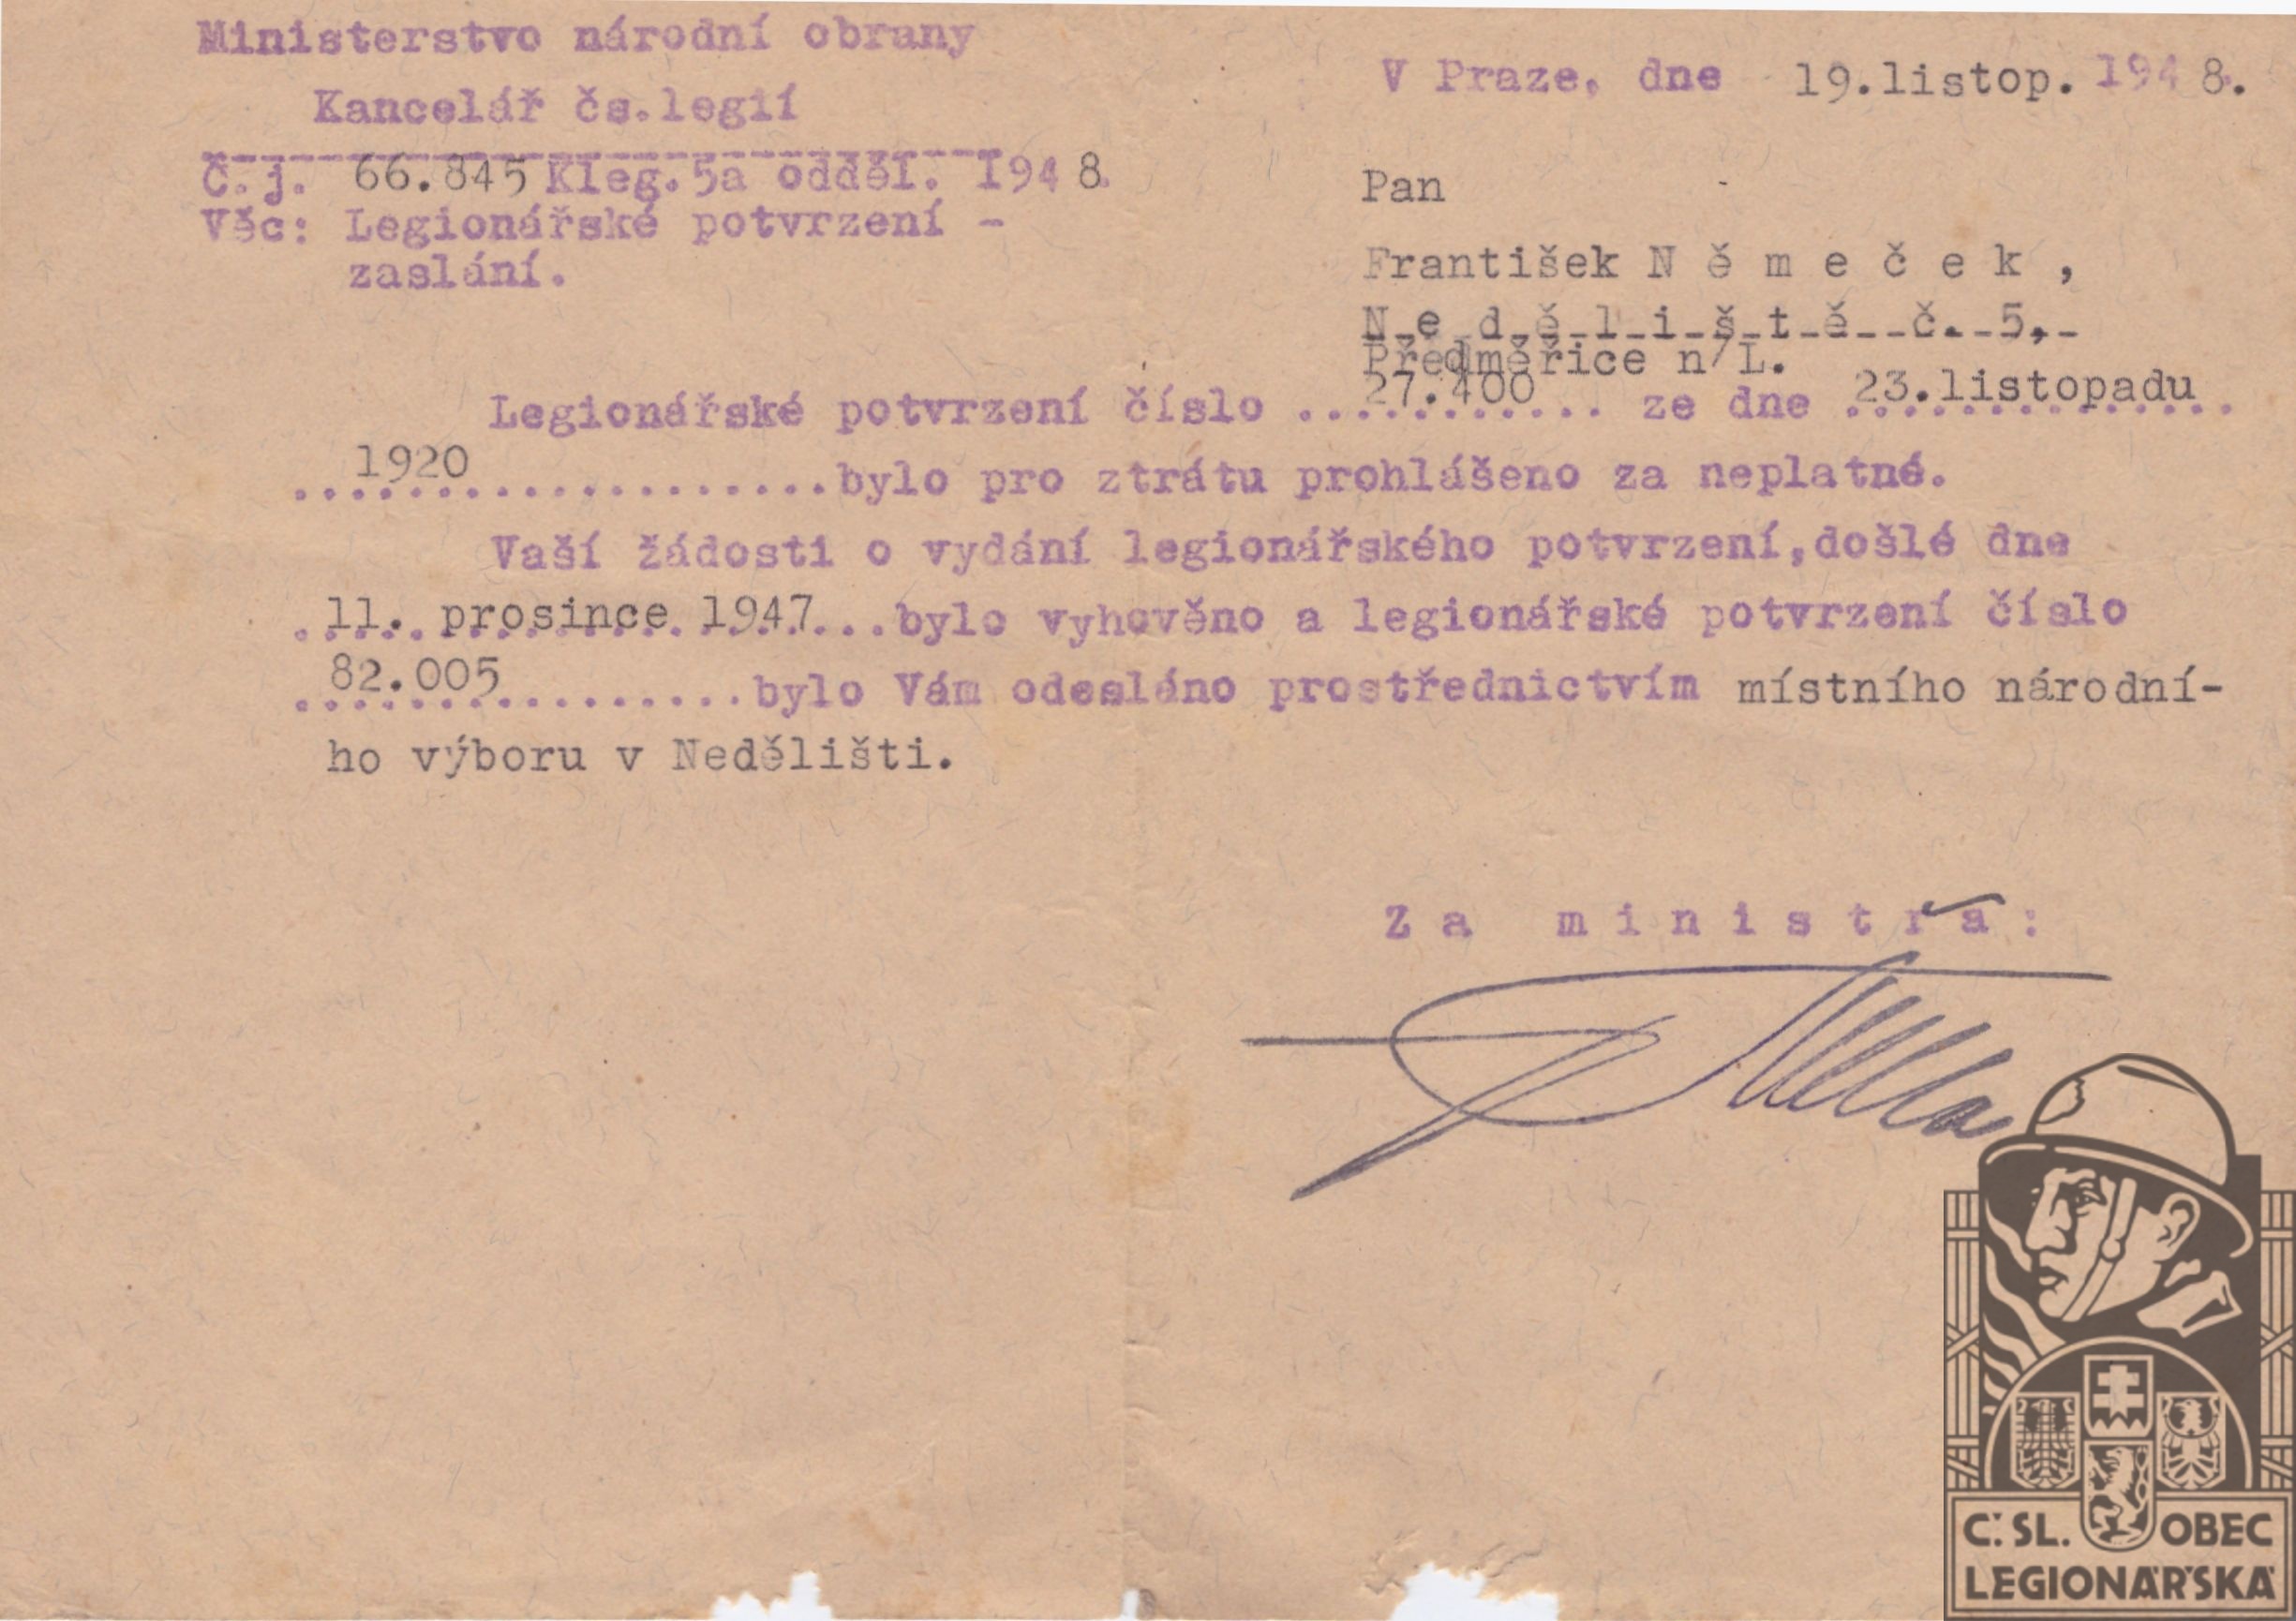 Ministerstvo národní obrany
Kancelář čs.legií
V Praze, dne 19.listop. 1948.
Č.j. 66.845 Kleg.5a odděl. 1948.
Věc: Legionářské potvrzení -
zaslání.
Pan
František N ě m e č e k ,
N e d ě l i š t ě č. 5,
Předměřice n/L.
Legionářské potvrzení číslo 27.400 ze dne 23.listopadu
1920 bylo pro ztrátu prohlášeno za neplatné.
Vaší žádosti o vydání legionářského potvrzení,došlé dne
11. prosince 1947 bylo vyhověno a legionářské potvrzení číslo
82.005 bylo Vám odesláno prostřednictvím místního národní-
ho výboru v Nedělišti.
Z a m i n i s t r a :
Č. SL. OBEC
LEGIONÁŘSKÁ